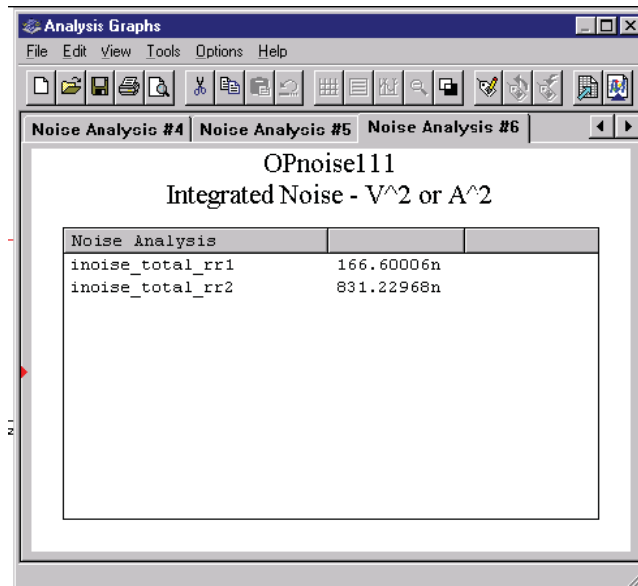 Analysis Graphs
File Edit View Tools Options Help
Noise Analysis #4 Noise Analysis #5 Noise Analysis #6
OPnoise111
Integrated Noise - V^2 or A^2
Noise Analysis
inoise_total_rr1 166.60006n
inoise_total_rr2 831.22968n